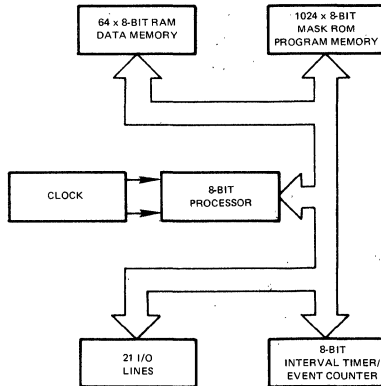 64 x 8-BIT RAM
DATA MEMORY
1024 x 8-BIT
MASK ROM
PROGRAM MEMORY
CLOCK
8-BIT
PROCESSOR
21 I/O
LINES
8-BIT
INTERVAL TIMER/
EVENT COUNTER